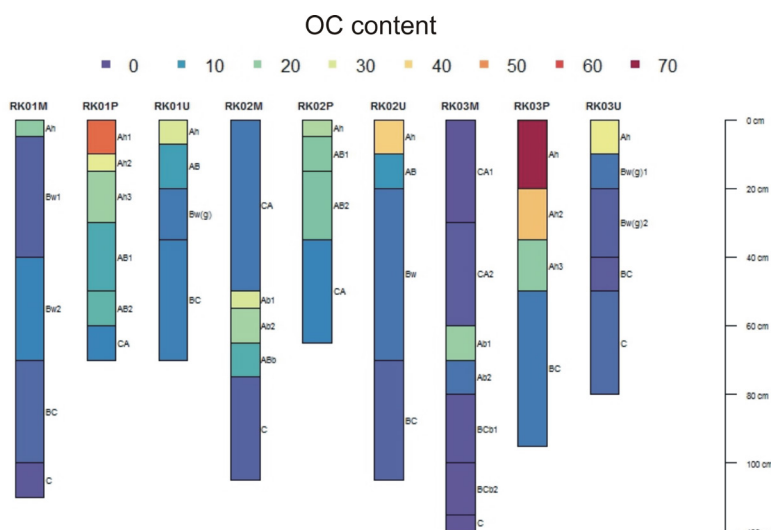 OC content
0 10 20 30 40 50 60 70
RK01M RK01P RK01U RK02M RK02P RK02U RK03M RK03P RK03U
Ah
Bw1
Bw2
BC
C
Ah1
Ah2
Ah3
AB1
AB2
CA
Ah
AB
Bw(g)
BC
CA
Ab1
Ab2
ABb
C
Ah
AB1
AB2
CA
Ah
AB
Bw
BC
CA1
CA2
Ab1
Ab2
BCb1
BCb2
C
Ah
Ah2
Ah3
BC
Ah
Bw(g)1
Bw(g)2
BC
C
0 cm
20 cm
40 cm
60 cm
80 cm
100 cm